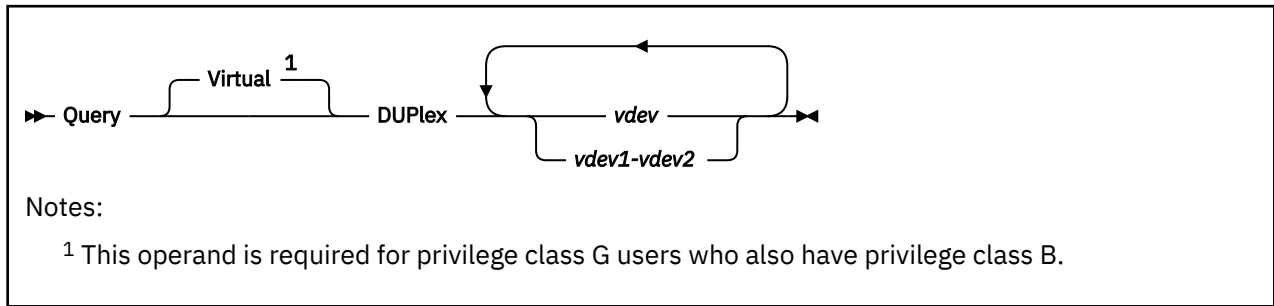 Virtual 1
Query DUPlex vdev
vdev1-vdev2
Notes:
1 This operand is required for privilege class G users who also have privilege class B.